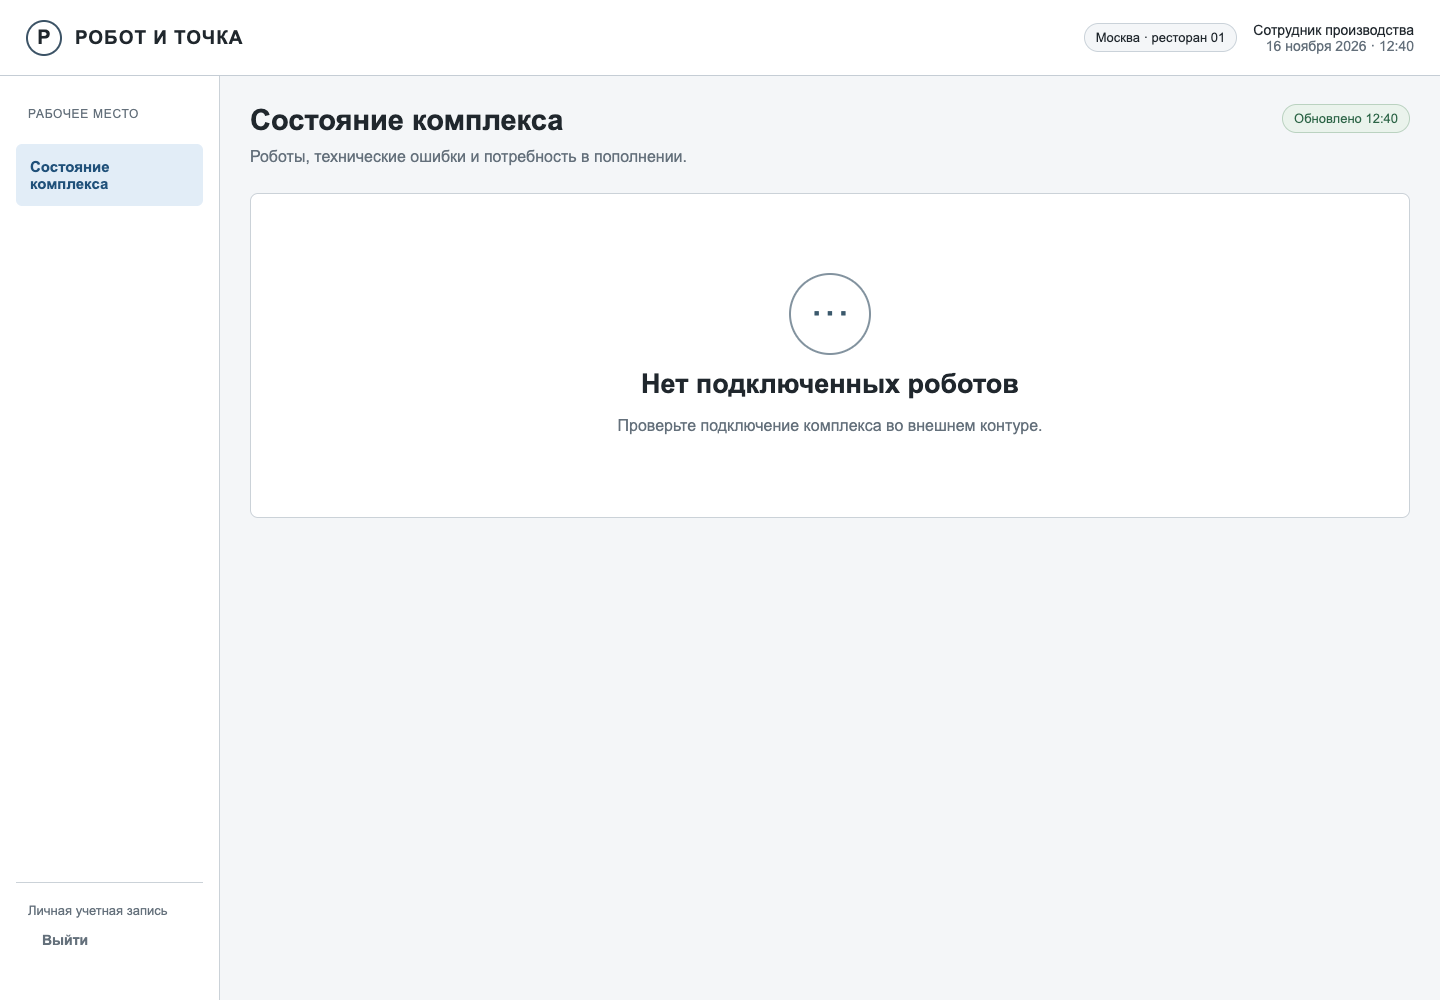 Р РОБОТ И ТОЧКА
Москва · ресторан 01
Сотрудник производства
16 ноября 2026 · 12:40
РАБОЧЕЕ МЕСТО
Состояние
комплекса
Состояние комплекса
Обновлено 12:40
Роботы, технические ошибки и потребность в пополнении.
Нет подключенных роботов
Проверьте подключение комплекса во внешнем контуре.
Личная учетная запись
Выйти